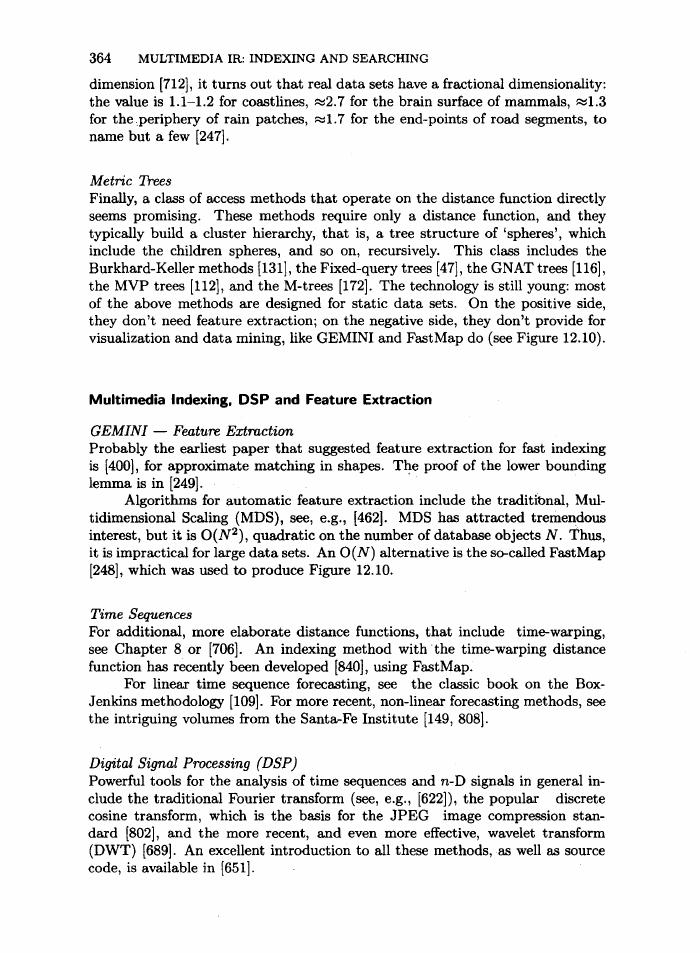 364 MULTIMEDIA IR: INDEXING AND SEARCHING
dimension [712], it turns out that real data sets have a fractional dimensionality:
the value is 1.1–1.2 for coastlines, ≈2.7 for the brain surface of mammals, ≈1.3
for the periphery of rain patches, ≈1.7 for the end-points of road segments, to
name but a few [247].
Metric Trees
Finally, a class of access methods that operate on the distance function directly
seems promising. These methods require only a distance function, and they
typically build a cluster hierarchy, that is, a tree structure of 'spheres', which
include the children spheres, and so on, recursively. This class includes the
Burkhard-Keller methods [131], the Fixed-query trees [47], the GNAT trees [116],
the MVP trees [112], and the M-trees [172]. The technology is still young: most
of the above methods are designed for static data sets. On the positive side,
they don't need feature extraction; on the negative side, they don't provide for
visualization and data mining, like GEMINI and FastMap do (see Figure 12.10).
Multimedia Indexing, DSP and Feature Extraction
GEMINI — Feature Extraction
Probably the earliest paper that suggested feature extraction for fast indexing
is [400], for approximate matching in shapes. The proof of the lower bounding
lemma is in [249].
Algorithms for automatic feature extraction include the traditional, Mul-
tidimensional Scaling (MDS), see, e.g., [462]. MDS has attracted tremendous
interest, but it is O(N²), quadratic on the number of database objects N. Thus,
it is impractical for large data sets. An O(N) alternative is the so-called FastMap
[248], which was used to produce Figure 12.10.
Time Sequences
For additional, more elaborate distance functions, that include time-warping,
see Chapter 8 or [706]. An indexing method with the time-warping distance
function has recently been developed [840], using FastMap.
For linear time sequence forecasting, see the classic book on the Box-
Jenkins methodology [109]. For more recent, non-linear forecasting methods, see
the intriguing volumes from the Santa-Fe Institute [149, 808].
Digital Signal Processing (DSP)
Powerful tools for the analysis of time sequences and n-D signals in general in-
clude the traditional Fourier transform (see, e.g., [622]), the popular discrete
cosine transform, which is the basis for the JPEG image compression stan-
dard [802], and the more recent, and even more effective, wavelet transform
(DWT) [689]. An excellent introduction to all these methods, as well as source
code, is available in [651].